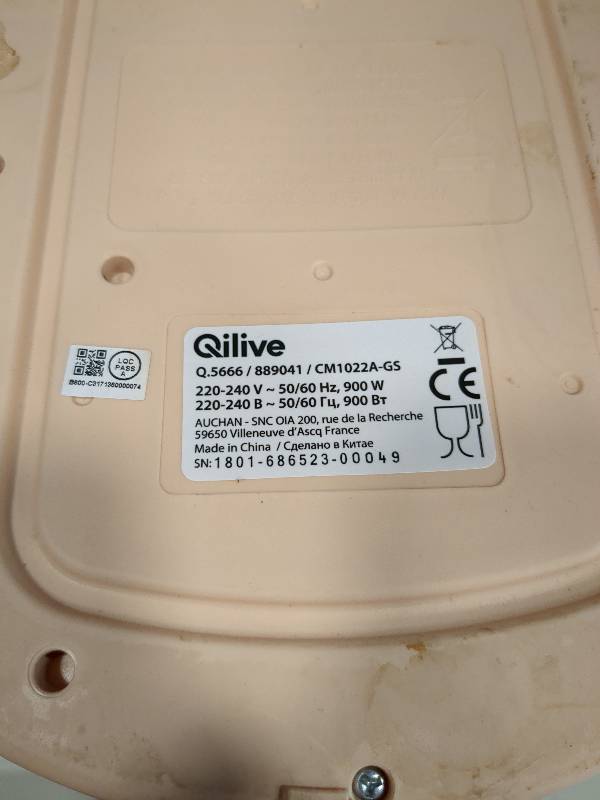 Qilive
Q.5666 / 889041 / CM1022A-GS
220-240 V ~ 50/60 Hz, 900 W
220-240 В ~ 50/60 Гц, 900 Вт
AUCHAN - SNC OIA 200, rue de la Recherche
59650 Villeneuve d'Ascq France
Made in China / Сделано в Китае
SN: 1801-686523-00049
CE
LQC
PASS
A